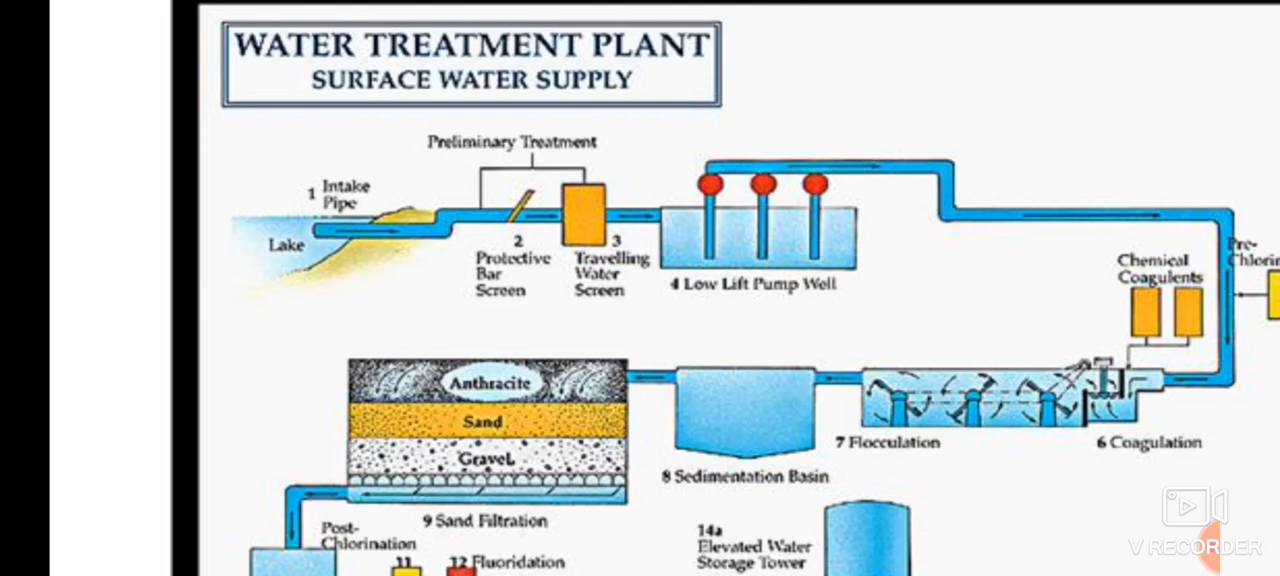 WATER TREATMENT PLANT
SURFACE WATER SUPPLY
Preliminary Treatment
1 Intake
Pipe
Lake
2
Protective
Bar
Screen
3
Travelling
Water
Screen
4 Low Lift Pump Well
Pre-
Chemical
Coagulents
Anthracite
Sand
Gravel
9 Sand Filtration
8 Sedimentation Basin
7 Flocculation
6 Coagulation
Post-
Chlorination
11
12 Fluoridation
14a
Elevated Water
Storage Tower
V RECORDER